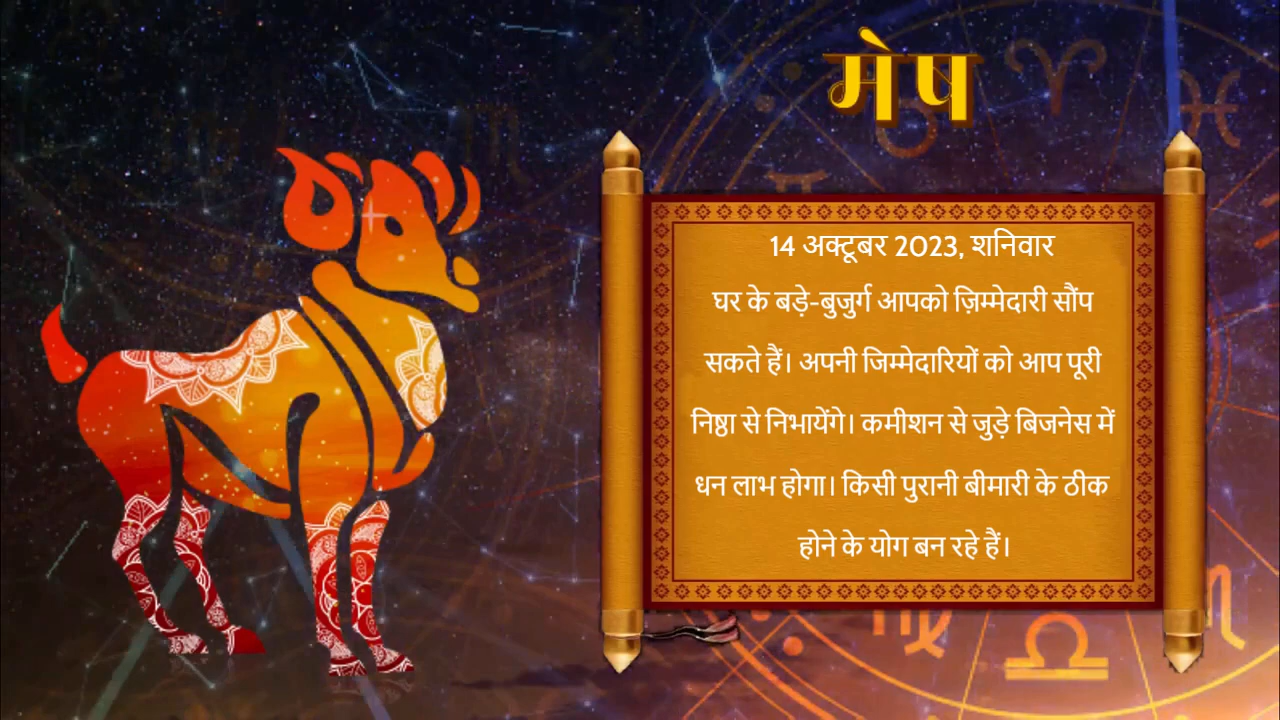 मेष
14 अक्टूबर 2023, शनिवार
घर के बड़े-बुजुर्ग आपको ज़िम्मेदारी सौंप
सकते हैं। अपनी जिम्मेदारियों को आप पूरी
निष्ठा से निभायेंगे। कमीशन से जुड़े बिजनेस में
धन लाभ होगा। किसी पुरानी बीमारी के ठीक
होने के योग बन रहे हैं।